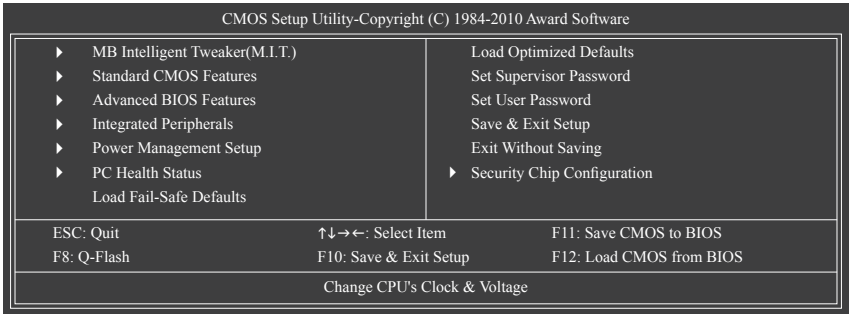 CMOS Setup Utility-Copyright (C) 1984-2010 Award Software
MB Intelligent Tweaker(M.I.T.)
Standard CMOS Features
Advanced BIOS Features
Integrated Peripherals
Power Management Setup
PC Health Status
Load Fail-Safe Defaults
Load Optimized Defaults
Set Supervisor Password
Set User Password
Save & Exit Setup
Exit Without Saving
Security Chip Configuration
ESC: Quit ↑↓→←: Select Item F11: Save CMOS to BIOS
F8: Q-Flash F10: Save & Exit Setup F12: Load CMOS from BIOS
Change CPU's Clock & Voltage